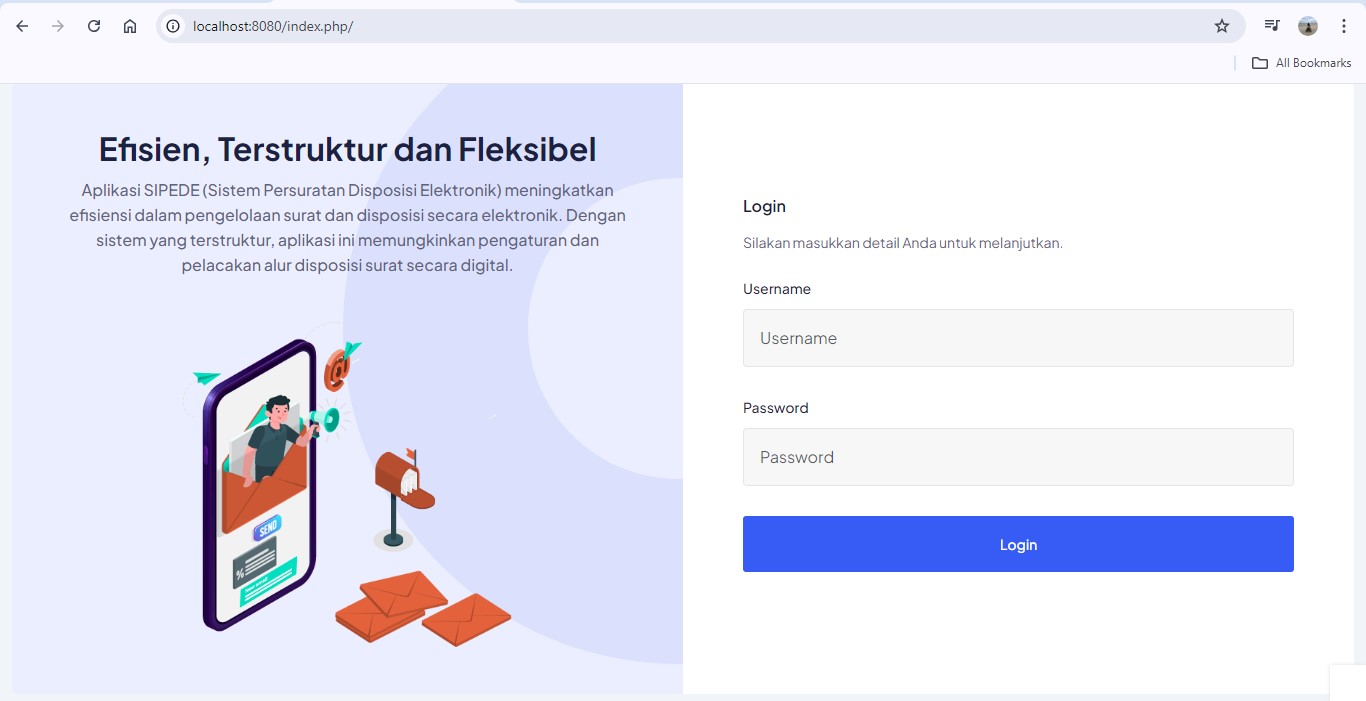 localhost:8080/index.php/
All Bookmarks
Efisien, Terstruktur dan Fleksibel
Aplikasi SIPEDE (Sistem Persuratan Disposisi Elektronik) meningkatkan
efisiensi dalam pengelolaan surat dan disposisi secara elektronik. Dengan
sistem yang terstruktur, aplikasi ini memungkinkan pengaturan dan
pelacakan alur disposisi surat secara digital.
@
SEND
%
Login
Silakan masukkan detail Anda untuk melanjutkan.
Username
Username
Password
Password
Login